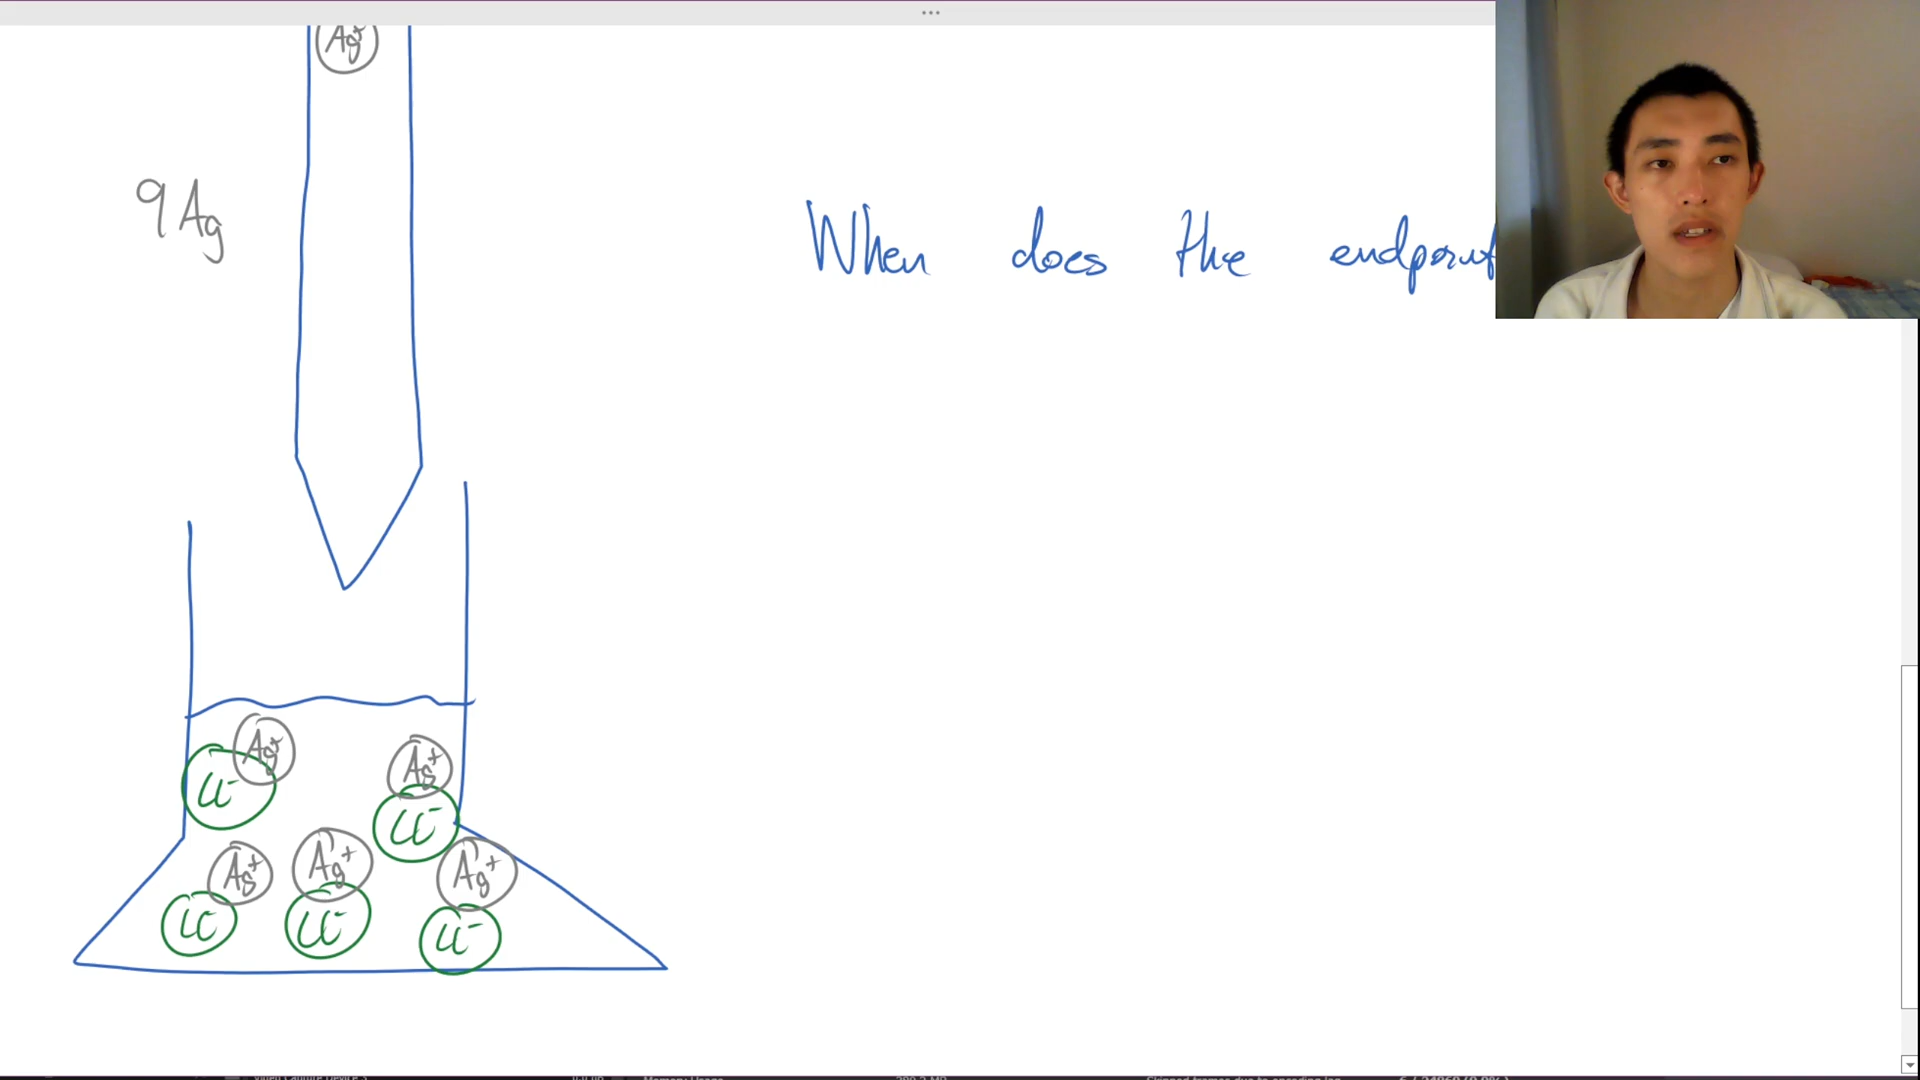 ...
Ag+
9 Ag
When does the endpoint
Ag+
Cl-
Ag+
Cl-
Ag+
Ag+
Ag+
Cl-
Cl-
Cl-